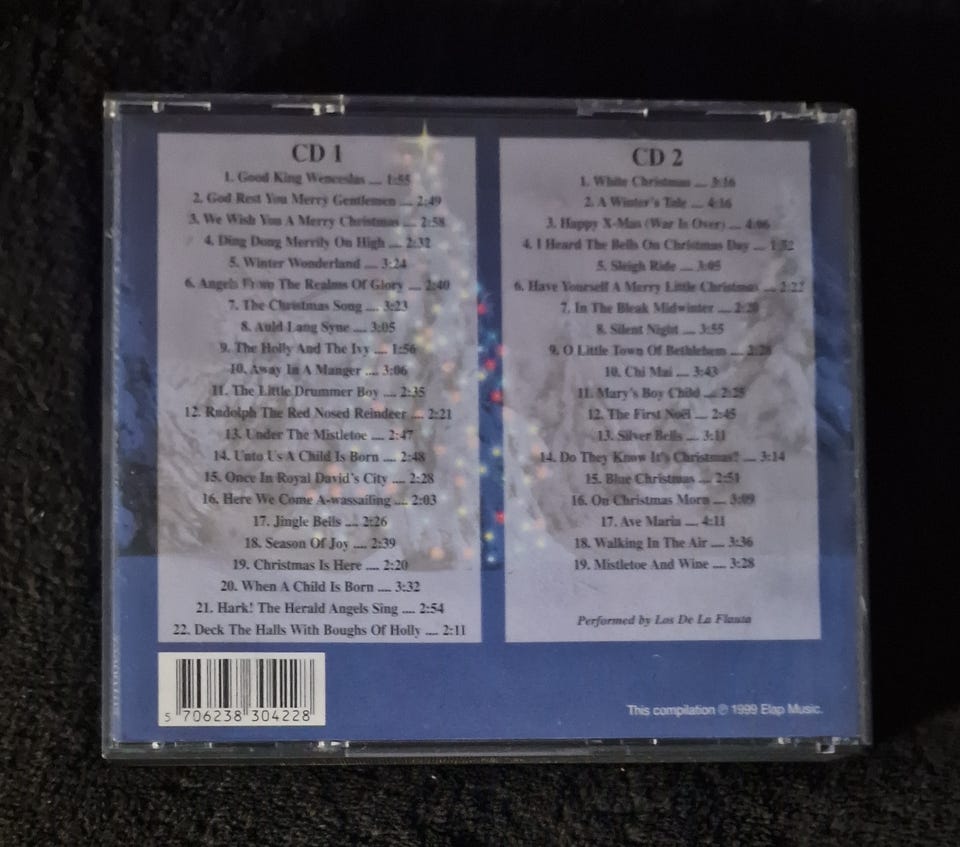 CD 1
1. Good King Wenceslas .... 1:55
2. God Rest You Merry Gentlemen .... 2:49
3. We Wish You A Merry Christmas .... 2:58
4. Ding Dong Merrily On High .... 2:32
5. Winter Wonderland .... 3:24
6. Angels From The Realms Of Glory .... 2:40
7. The Christmas Song .... 3:23
8. Auld Lang Syne .... 3:05
9. The Holly And The Ivy .... 1:56
10. Away In A Manger .... 3:06
11. The Little Drummer Boy .... 2:35
12. Rudolph The Red Nosed Reindeer .... 2:21
13. Under The Mistletoe .... 2:47
14. Unto Us A Child Is Born .... 2:48
15. Once In Royal David's City .... 2:28
16. Here We Come A-wassailing .... 2:03
17. Jingle Bells .... 2:26
18. Season Of Joy .... 2:39
19. Christmas Is Here .... 2:20
20. When A Child Is Born .... 3:32
21. Hark! The Herald Angels Sing .... 2:54
22. Deck The Halls With Boughs Of Holly .... 2:11
CD 2
1. White Christmas .... 3:16
2. A Winter's Tale .... 4:16
3. Happy X-Mas (War Is Over) .... 4:06
4. I Heard The Bells On Christmas Day .... 1:52
5. Sleigh Ride .... 3:05
6. Have Yourself A Merry Little Christmas .... 2:22
7. In The Bleak Midwinter ....
8. Silent Night .... 3:55
9. O Little Town Of Bethlehem .... 2:28
10. Chi Mai .... 3:43
11. Mary's Boy Child .... 2:25
12. The First Noël .... 2:45
13. Silver Bells .... 3:11
14. Do They Know It's Christmas? .... 3:14
15. Blue Christmas .... 2:51
16. On Christmas Morn .... 3:09
17. Ave Maria .... 4:11
18. Walking In The Air .... 3:36
19. Mistletoe And Wine .... 3:28
Performed by Los De La Flauta
5 706238 304228
This compilation ℗ 1999 Elap Music.